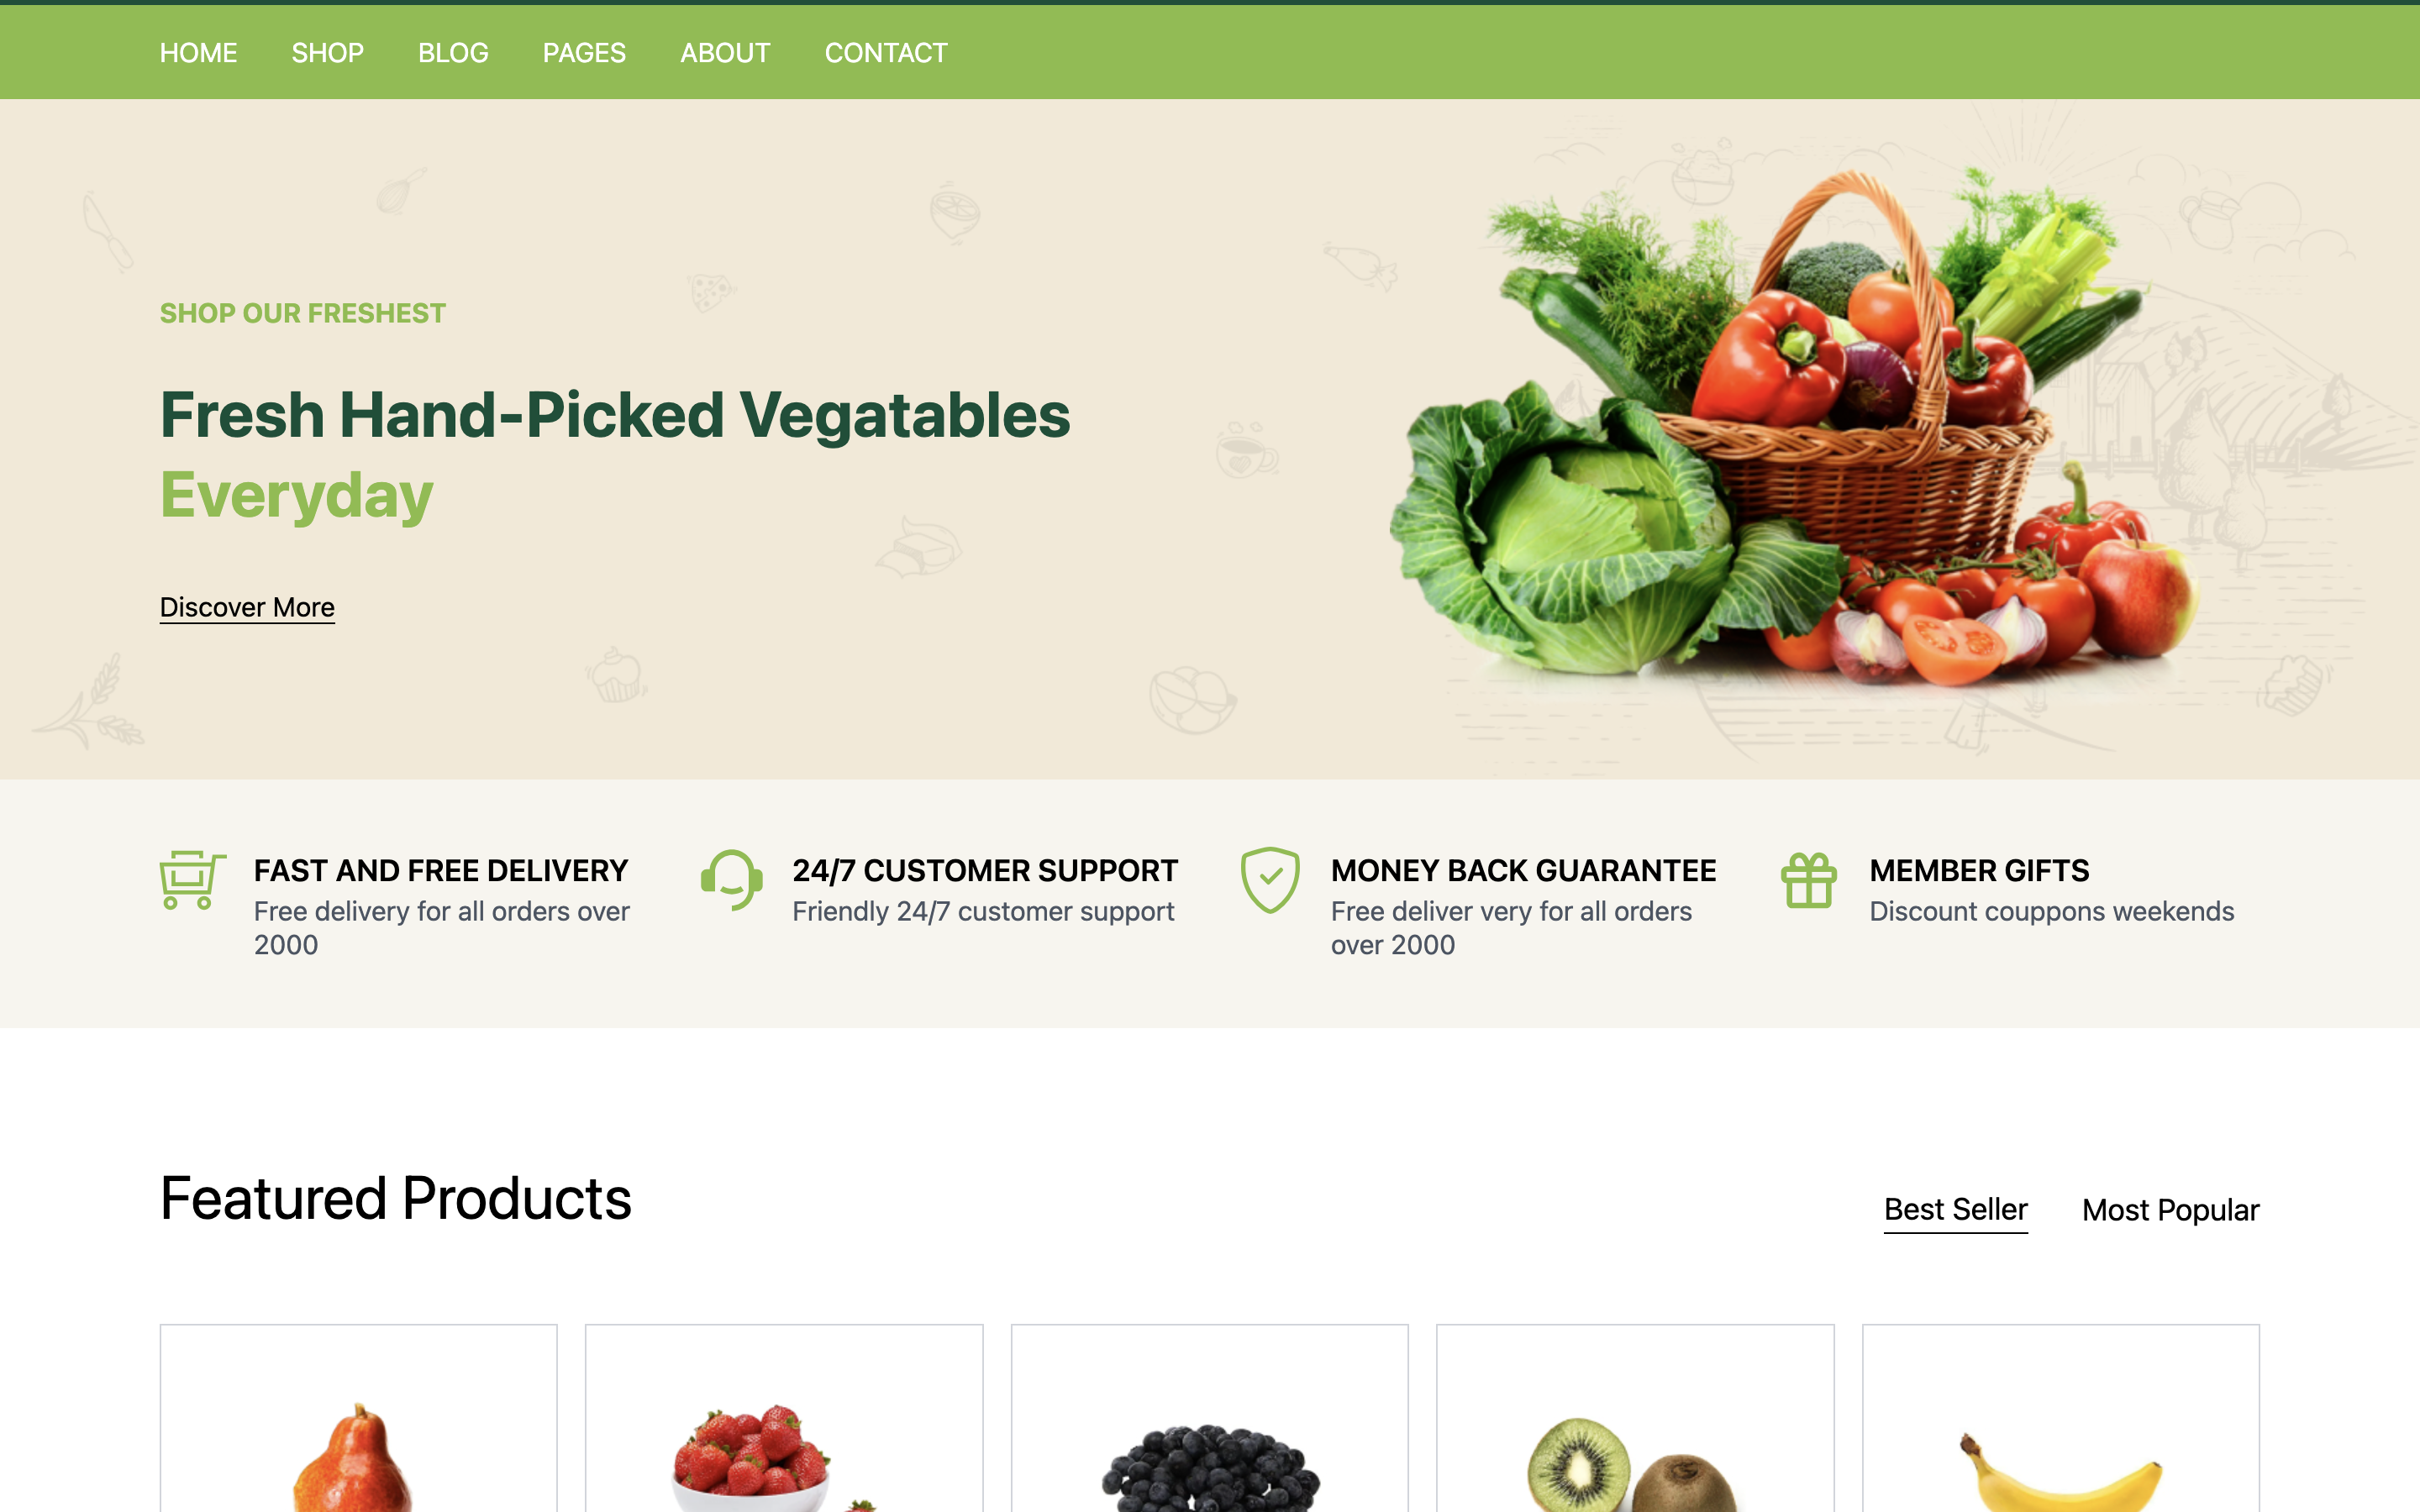 HOME SHOP BLOG PAGES ABOUT CONTACT
SHOP OUR FRESHEST
Fresh Hand-Picked Vegatables
Everyday
Discover More
FAST AND FREE DELIVERY
Free delivery for all orders over
2000
24/7 CUSTOMER SUPPORT
Friendly 24/7 customer support
MONEY BACK GUARANTEE
Free deliver very for all orders
over 2000
MEMBER GIFTS
Discount couppons weekends
Featured Products
Best Seller Most Popular